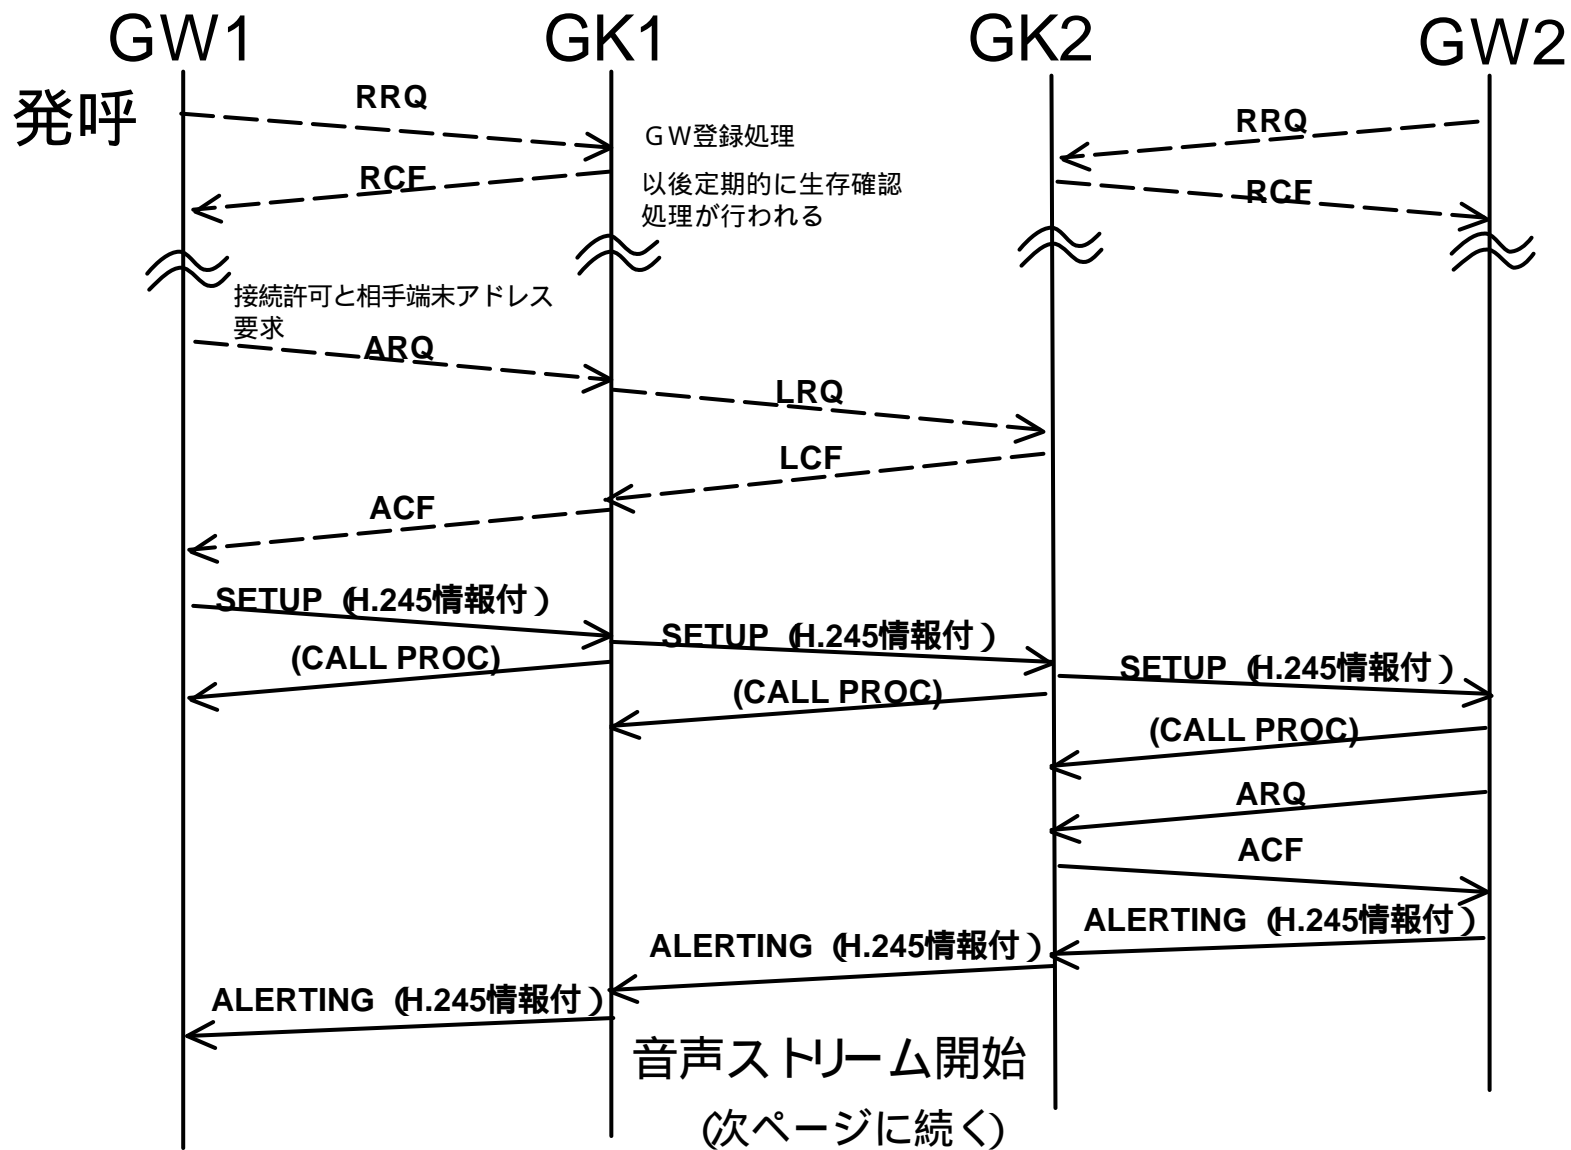 GW1 GK1 GK2 GW2
発呼
RRQ
RRQ
GW登録処理
RCF
以後定期的に生存確認
処理が行われる
RCF
接続許可と相手端末アドレス
要求
ARQ
LRQ
LCF
ACF
SETUP (H.245情報付)
SETUP (H.245情報付)
(CALL PROC)
SETUP (H.245情報付)
(CALL PROC)
(CALL PROC)
ARQ
ACF
ALERTING (H.245情報付)
ALERTING (H.245情報付)
ALERTING (H.245情報付)
音声ストリーム開始
(次ページに続く)